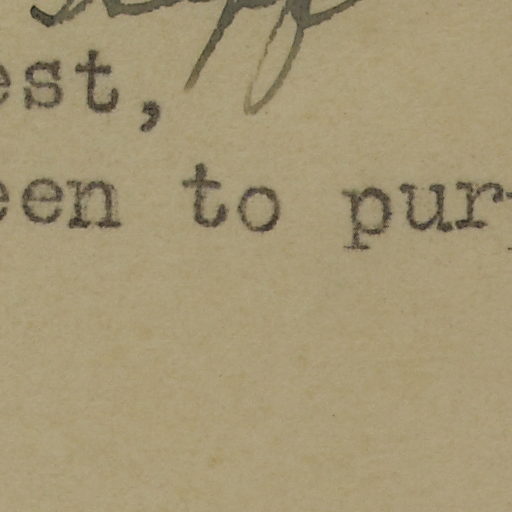 est,
een to pur